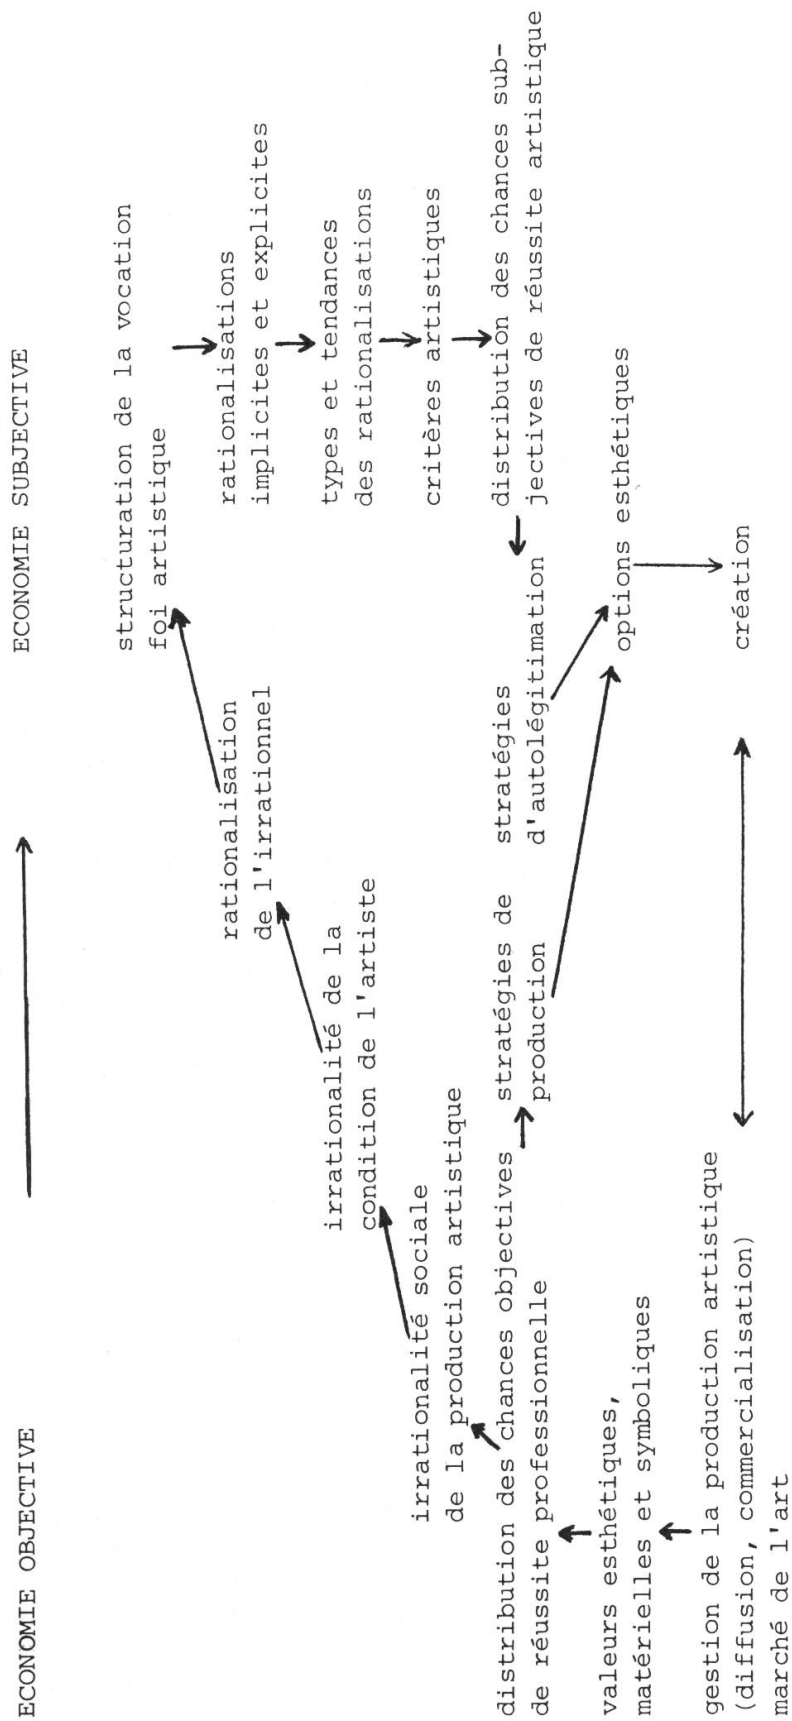 ECONOMIE OBJECTIVE
ECONOMIE SUBJECTIVE
structuration de la vocation
foi artistique
rationalisation
de l'irrationnel
rationalisations
implicites et explicites
irrationalité de la
condition de l'artiste
types et tendances
des rationalisations
irrationalité sociale
de la production artistique
critères artistiques
distribution des chances objectives
de réussite professionnelle
stratégies de
production
stratégies
d'autolégitimation
distribution des chances sub-
jectives de réussite artistique
valeurs esthétiques,
matérielles et symboliques
options esthétiques
gestion de la production artistique
(diffusion, commercialisation)
marché de l'art
création